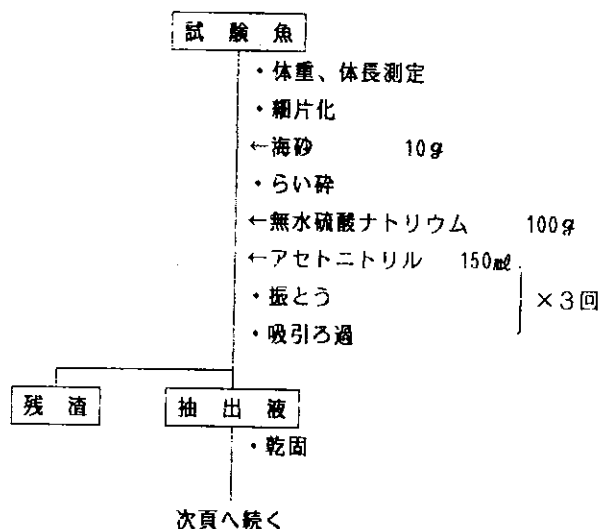 試 験 魚
・体重、体長測定
・細片化
←海砂 10g
・らい砕
←無水硫酸ナトリウム 100g
←アセトニトリル 150ml
・振とう
×3回
・吸引ろ過
残 渣 抽 出 液
・乾固
次頁へ続く